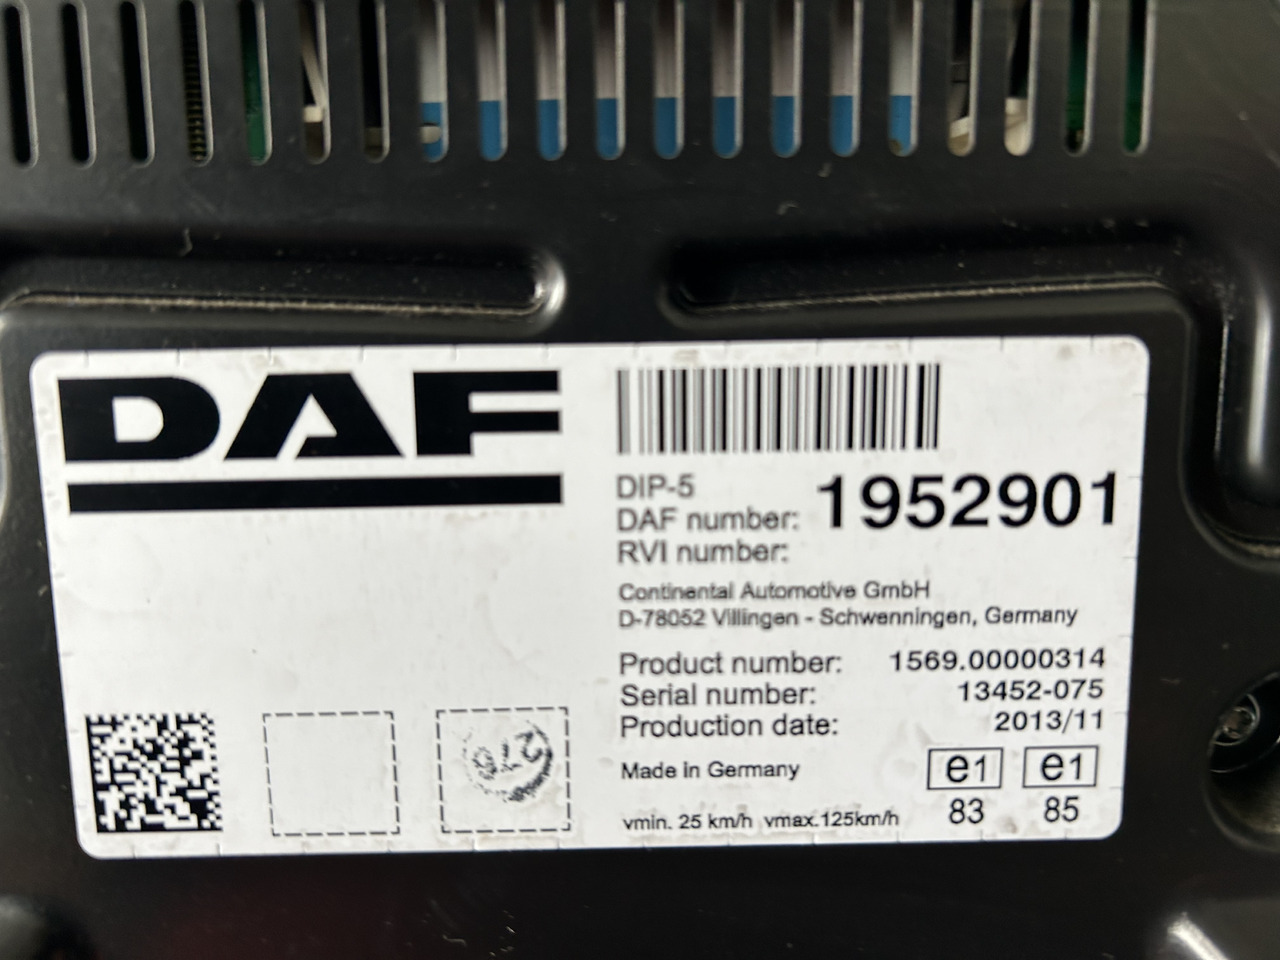 DAF
DIP-5
DAF number: 1952901
RVI number:
Continental Automotive GmbH
D-78052 Villingen - Schwenningen, Germany
Product number: 1569.00000314
Serial number: 13452-075
Production date: 2013/11
Made in Germany
e1 e1
83 85
vmin. 25 km/h vmax.125km/h